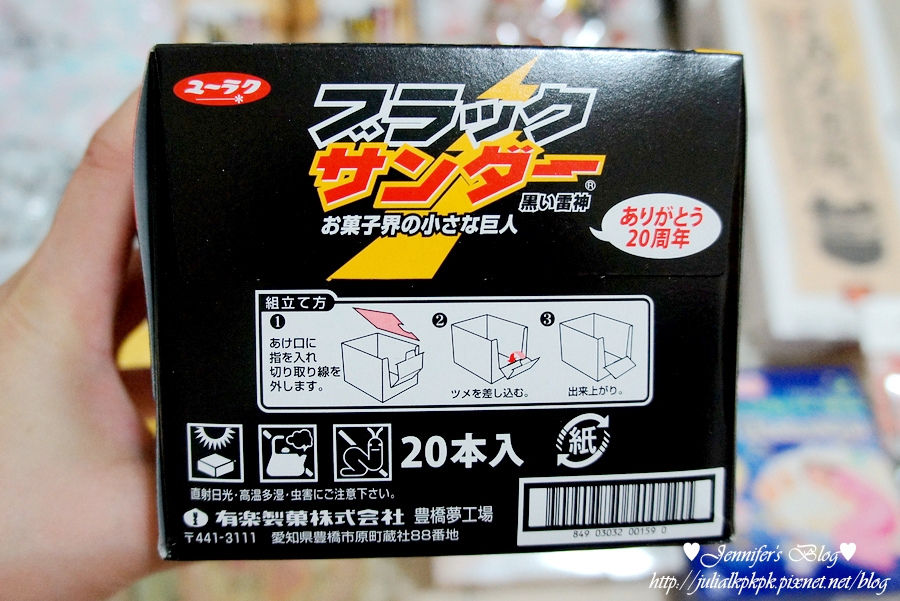 ユーラク
ブラック
サンダー®
黒い雷神
お菓子界の小さな巨人
ありがとう
20周年
組立て方
❶
あけ口に
指を入れ
切り取り線を
外します。
❷
ツメを差し込む。
❸
出来上がり。
20本入
紙
直射日光・高温多湿・虫害にご注意下さい。
有楽製菓株式会社 豊橋夢工場
〒441-3111 愛知県豊橋市原町蔵社88番地
849 03032 00159 0
♥Jennifer's Blog♥
http://julialkpkpk.pixnet.net/blog